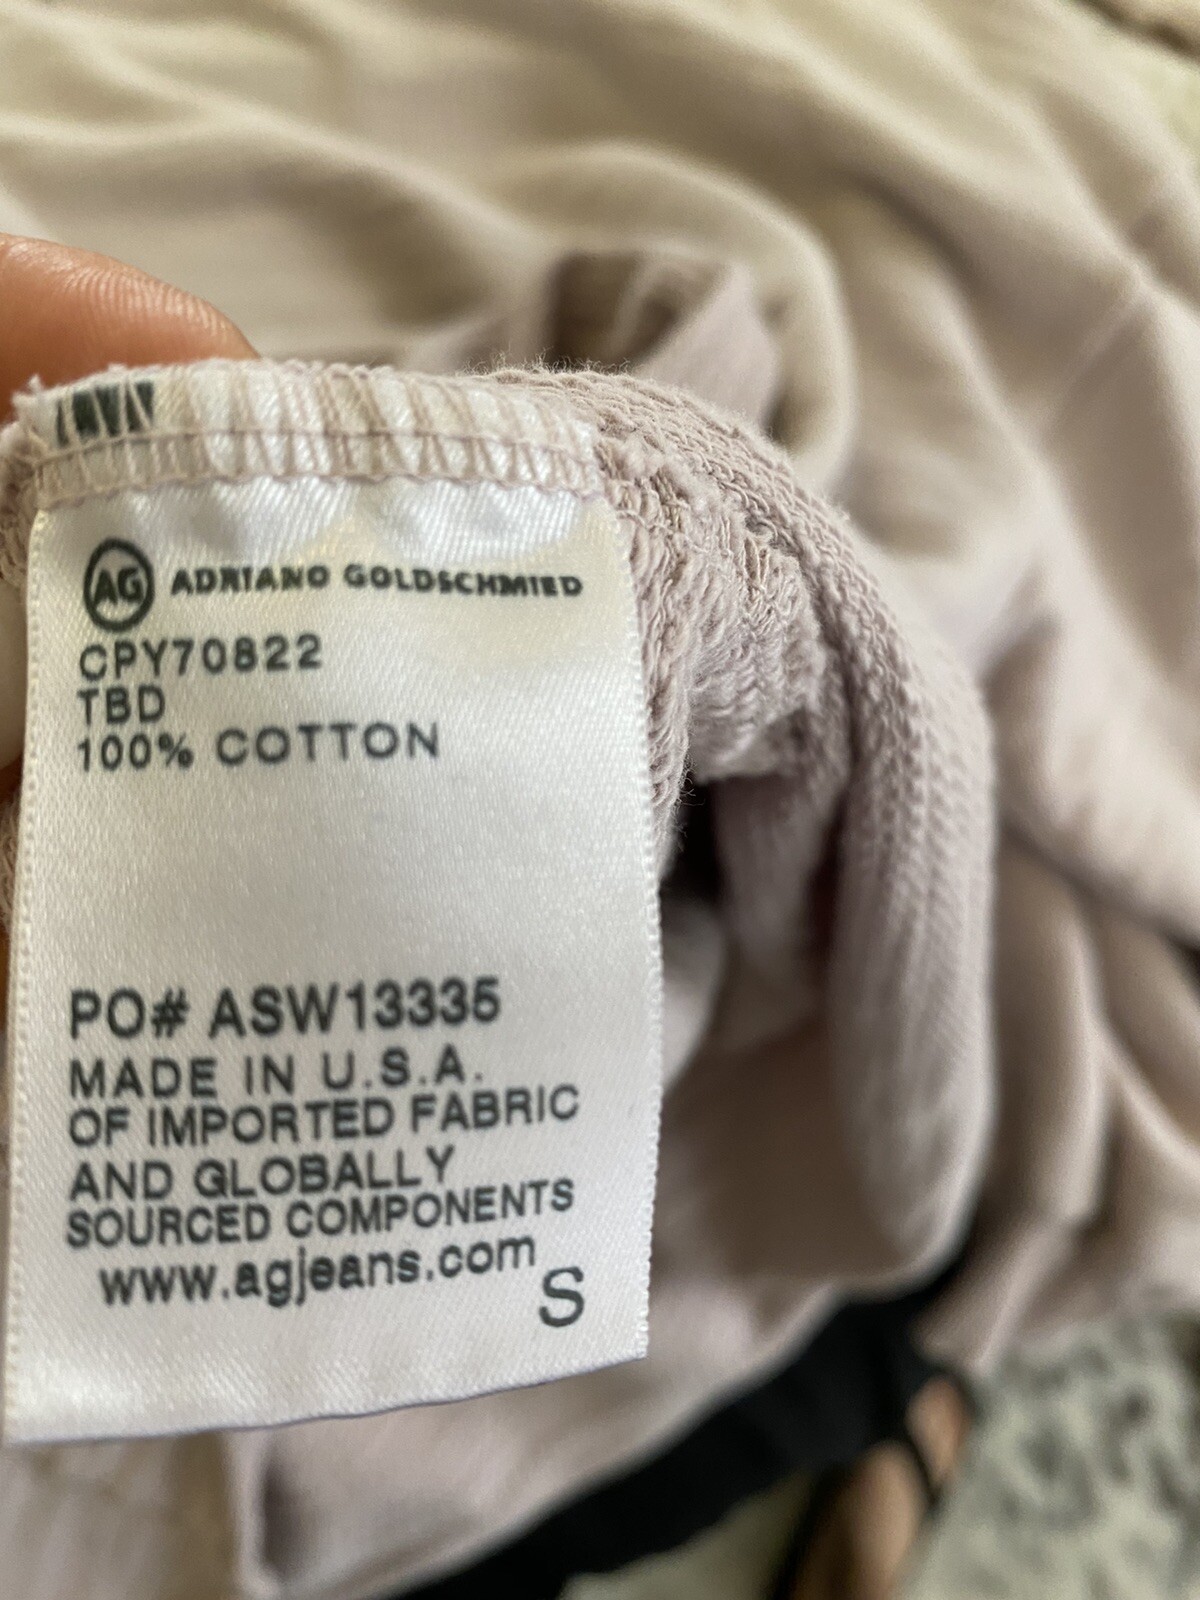 AG ADRIANO GOLDSCHMIED
CPY70822
TBD
100% COTTON
PO# ASW13335
MADE IN U.S.A.
OF IMPORTED FABRIC
AND GLOBALLY
SOURCED COMPONENTS
www.agjeans.com
S